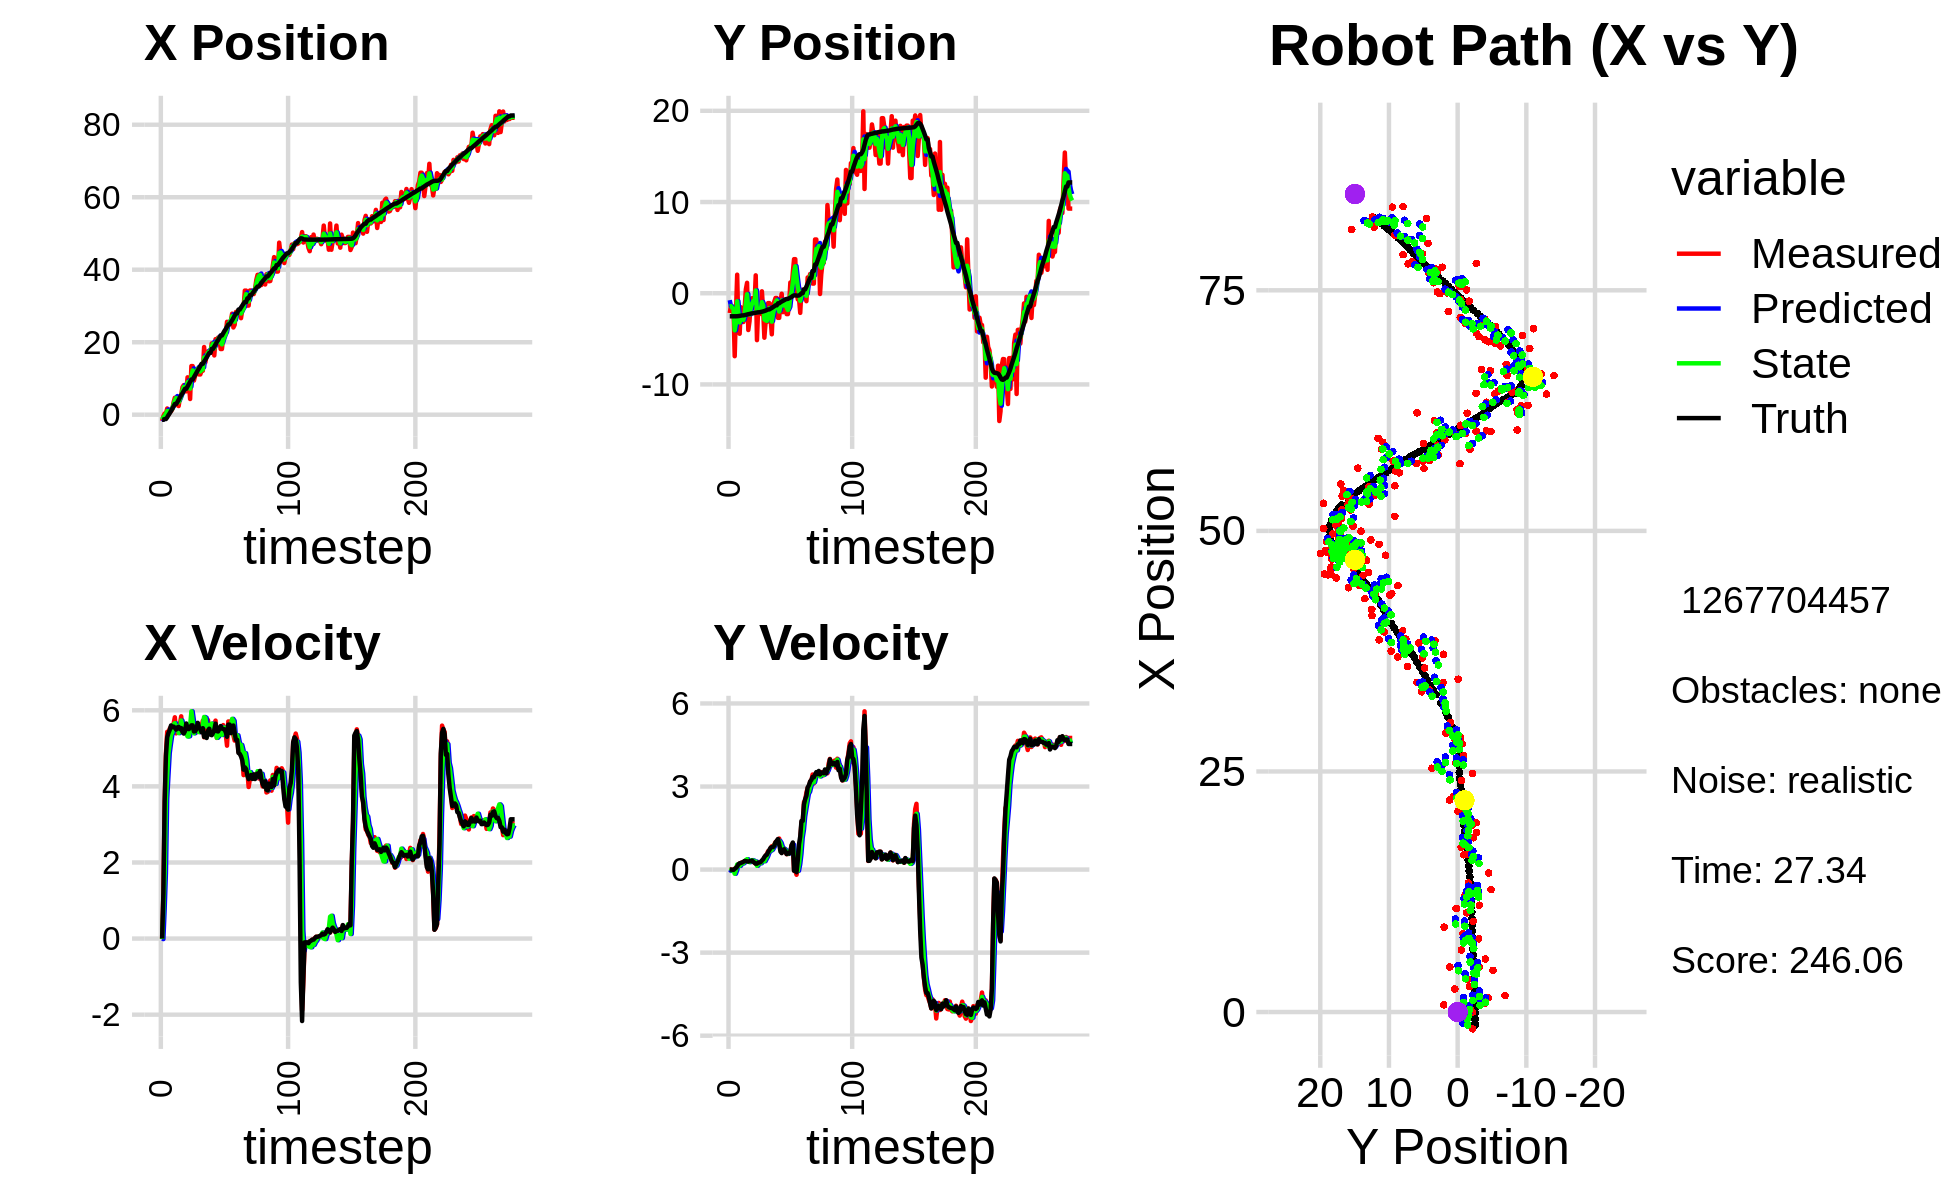 X Position
80
60
40
20
0
0
100
200
timestep
Y Position
20
10
0
-10
0
100
200
timestep
X Velocity
6
4
2
0
-2
0
100
200
timestep
Y Velocity
6
3
0
-3
-6
0
100
200
timestep
Robot Path (X vs Y)
X Position
75
50
25
0
20 10 0 -10 -20
Y Position
variable
Measured
Predicted
State
Truth
1267704457
Obstacles: none
Noise: realistic
Time: 27.34
Score: 246.06